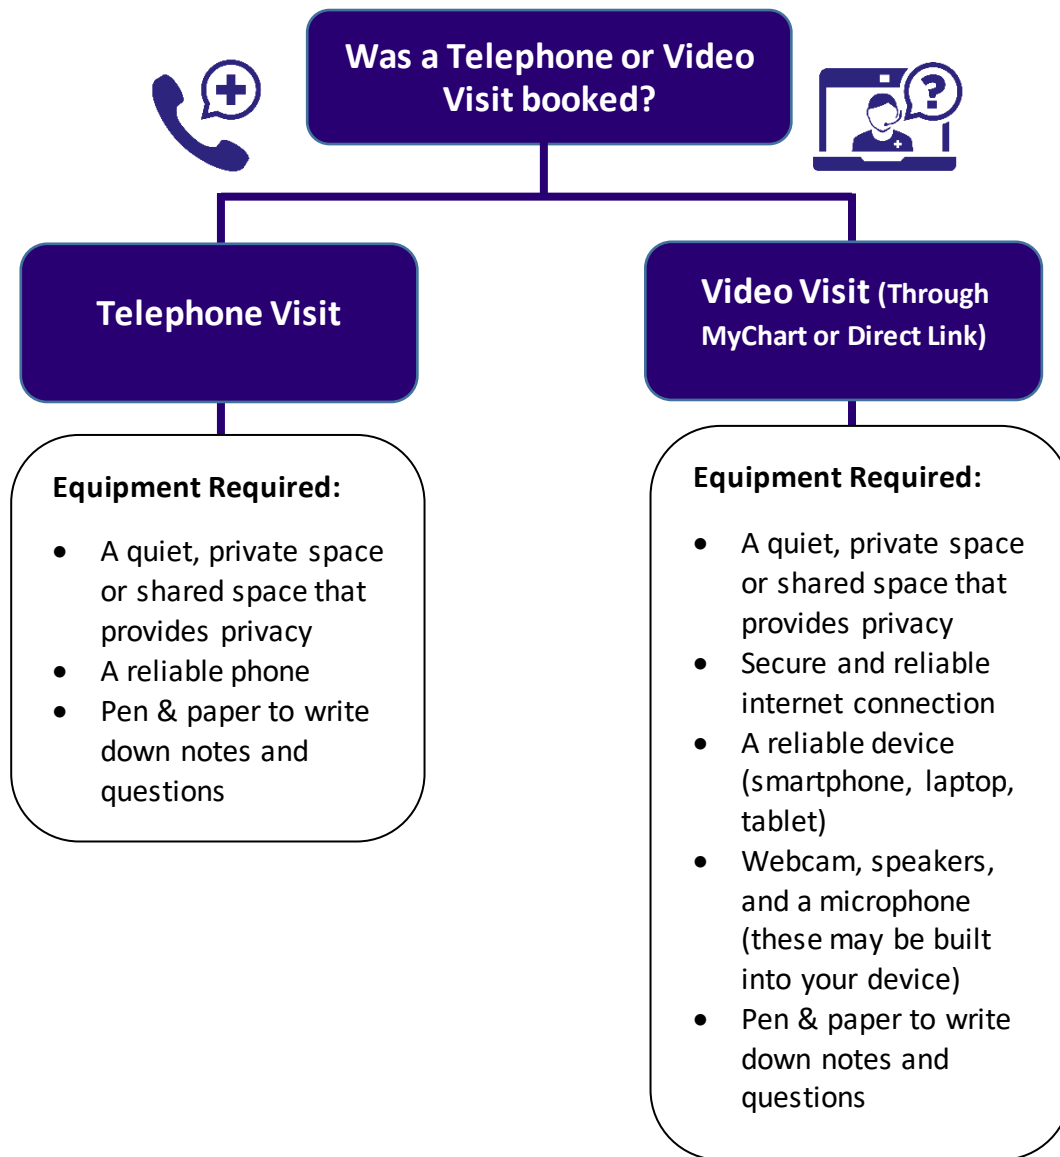 Was a Telephone or Video
Visit booked?
Telephone Visit
Equipment Required:
• A quiet, private space
or shared space that
provides privacy
• A reliable phone
• Pen & paper to write
down notes and
questions
Video Visit (Through
MyChart or Direct Link)
Equipment Required:
• A quiet, private space
or shared space that
provides privacy
• Secure and reliable
internet connection
• A reliable device
(smartphone, laptop,
tablet)
• Webcam, speakers,
and a microphone
(these may be built
into your device)
• Pen & paper to write
down notes and
questions